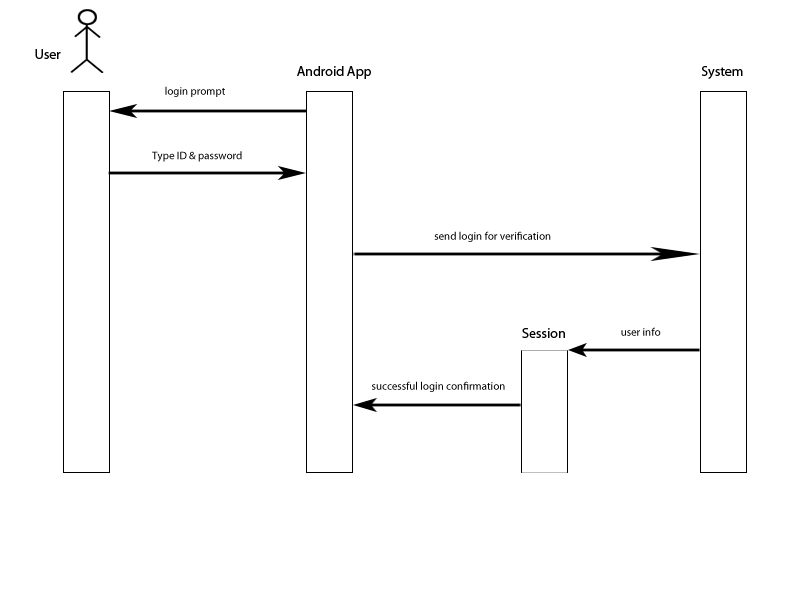 User
Android App
System
login prompt
Type ID & password
send login for verification
Session
user info
successful login confirmation